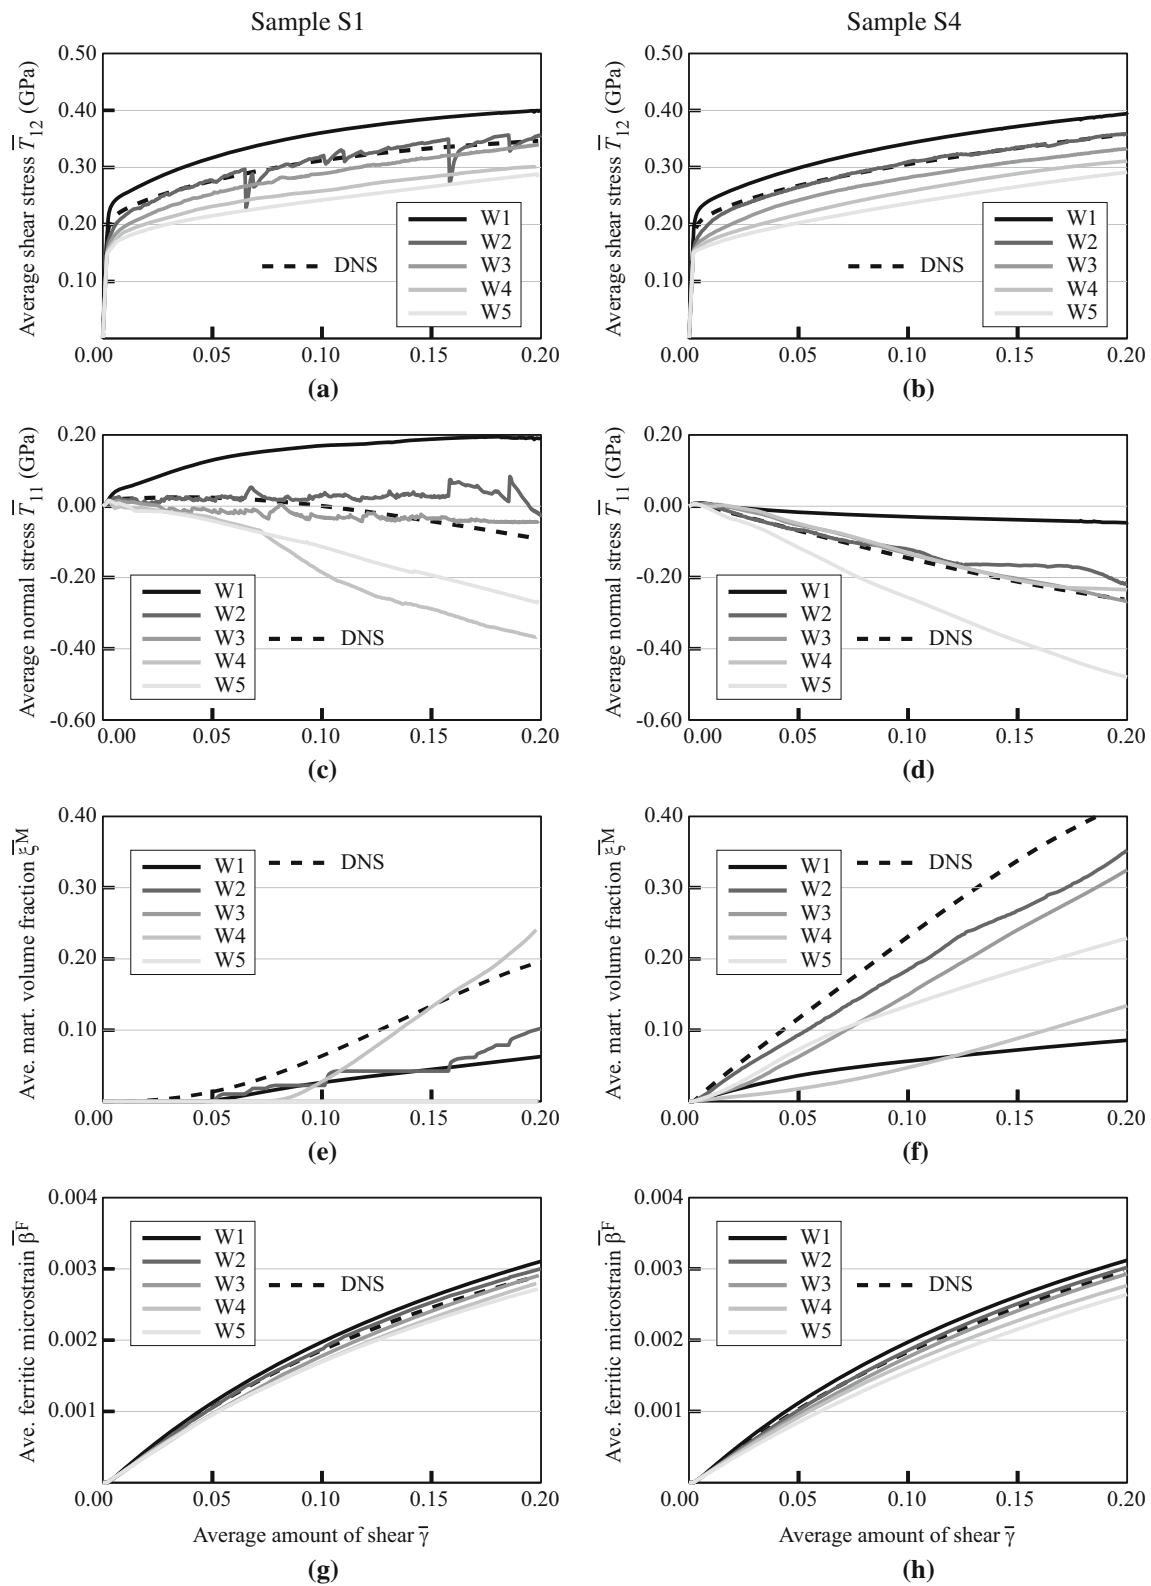 Sample S1
Sample S4
0.50
0.40
0.30
0.20
0.10
Average shear stress T̅12 (GPa)
W1
W2
W3
W4
W5
DNS
0.00 0.05 0.10 0.15 0.20
(a)
0.50
0.40
0.30
0.20
0.10
Average shear stress T̅12 (GPa)
W1
W2
W3
W4
W5
DNS
0.00 0.05 0.10 0.15 0.20
(b)
0.20
0.00
-0.20
-0.40
-0.60
Average normal stress T̅11 (GPa)
W1
W2
W3
W4
W5
DNS
0.00 0.05 0.10 0.15 0.20
(c)
0.20
0.00
-0.20
-0.40
-0.60
Average normal stress T̅11 (GPa)
W1
W2
W3
W4
W5
DNS
0.00 0.05 0.10 0.15 0.20
(d)
0.40
0.30
0.20
0.10
Ave. mart. volume fraction ξ̅M
W1
W2
W3
W4
W5
DNS
0.00 0.05 0.10 0.15 0.20
(e)
0.40
0.30
0.20
0.10
Ave. mart. volume fraction ξ̅M
W1
W2
W3
W4
W5
DNS
0.00 0.05 0.10 0.15 0.20
(f)
0.004
0.003
0.002
0.001
Ave. ferritic microstrain β̅F
W1
W2
W3
W4
W5
DNS
0.00 0.05 0.10 0.15 0.20
Average amount of shear γ̅
(g)
0.004
0.003
0.002
0.001
Ave. ferritic microstrain β̅F
W1
W2
W3
W4
W5
DNS
0.00 0.05 0.10 0.15 0.20
Average amount of shear γ̅
(h)